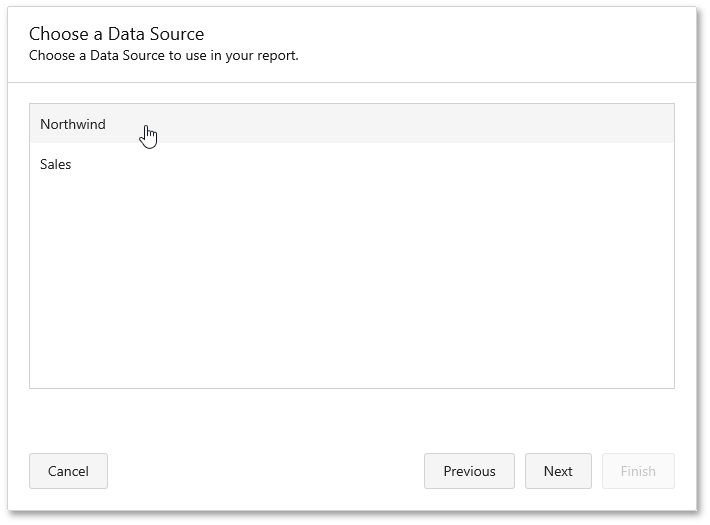 Choose a Data Source
Choose a Data Source to use in your report.
Northwind
Sales
Cancel
Previous
Next
Finish